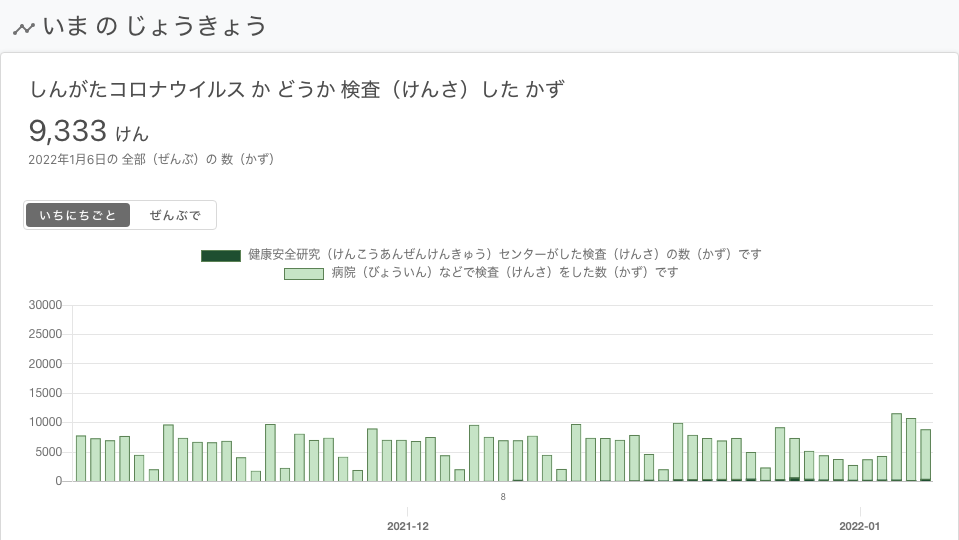 いま の じょうきょう
しんがたコロナウイルス か どうか 検査（けんさ）した かず
9,333 けん
2022年1月6日の 全部（ぜんぶ）の 数（かず）
いちにちごと ぜんぶで
健康安全研究（けんこうあんぜんけんきゅう）センターがした検査（けんさ）の数（かず）です
病院（びょういん）などで検査（けんさ）をした数（かず）です
30000
25000
20000
15000
10000
5000
0
8
2021-12 2022-01